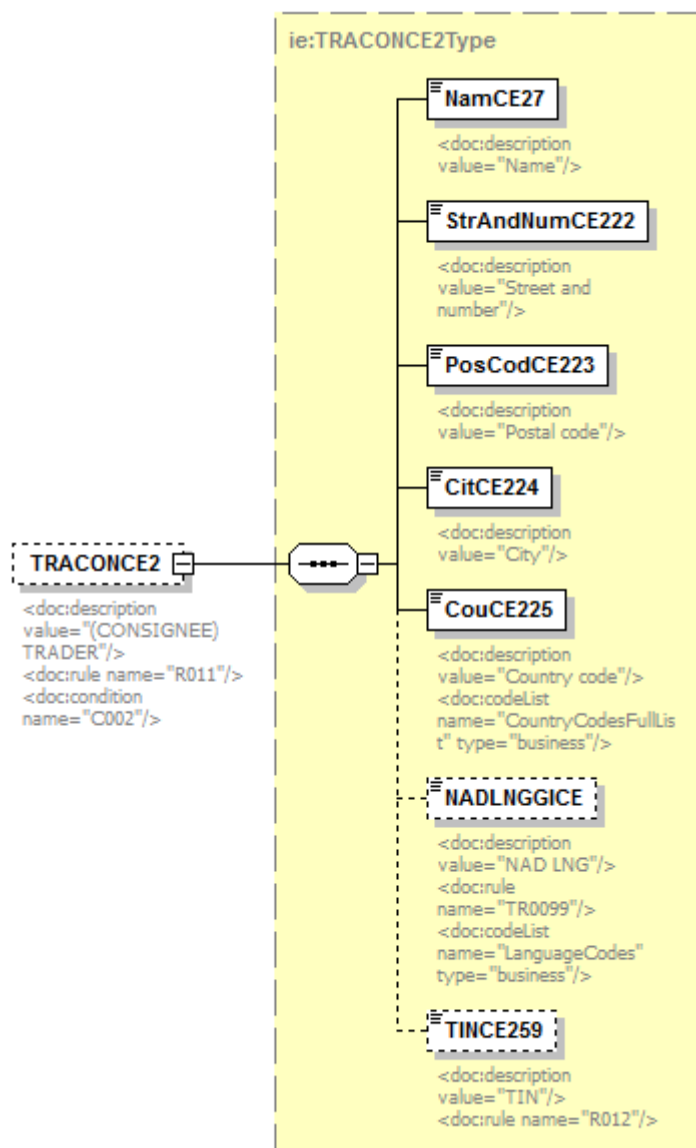 ie:TRACONCE2Type
NamCE27
<doc:description
value="Name"/>
StrAndNumCE222
<doc:description
value="Street and
number"/>
PosCodCE223
<doc:description
value="Postal code"/>
CitCE224
<doc:description
value="City"/>
TRACONCE2
<doc:description
value="(CONSIGNEE)
TRADER"/>
<doc:rule name="R011"/>
<doc:condition
name="C002"/>
CouCE225
<doc:description
value="Country code"/>
<doc:codeList
name="CountryCodesFullLis
t" type="business"/>
NADLNGGICE
<doc:description
value="NAD LNG"/>
<doc:rule
name="TR0099"/>
<doc:codeList
name="LanguageCodes"
type="business"/>
TINCE259
<doc:description
value="TIN"/>
<doc:rule name="R012"/>